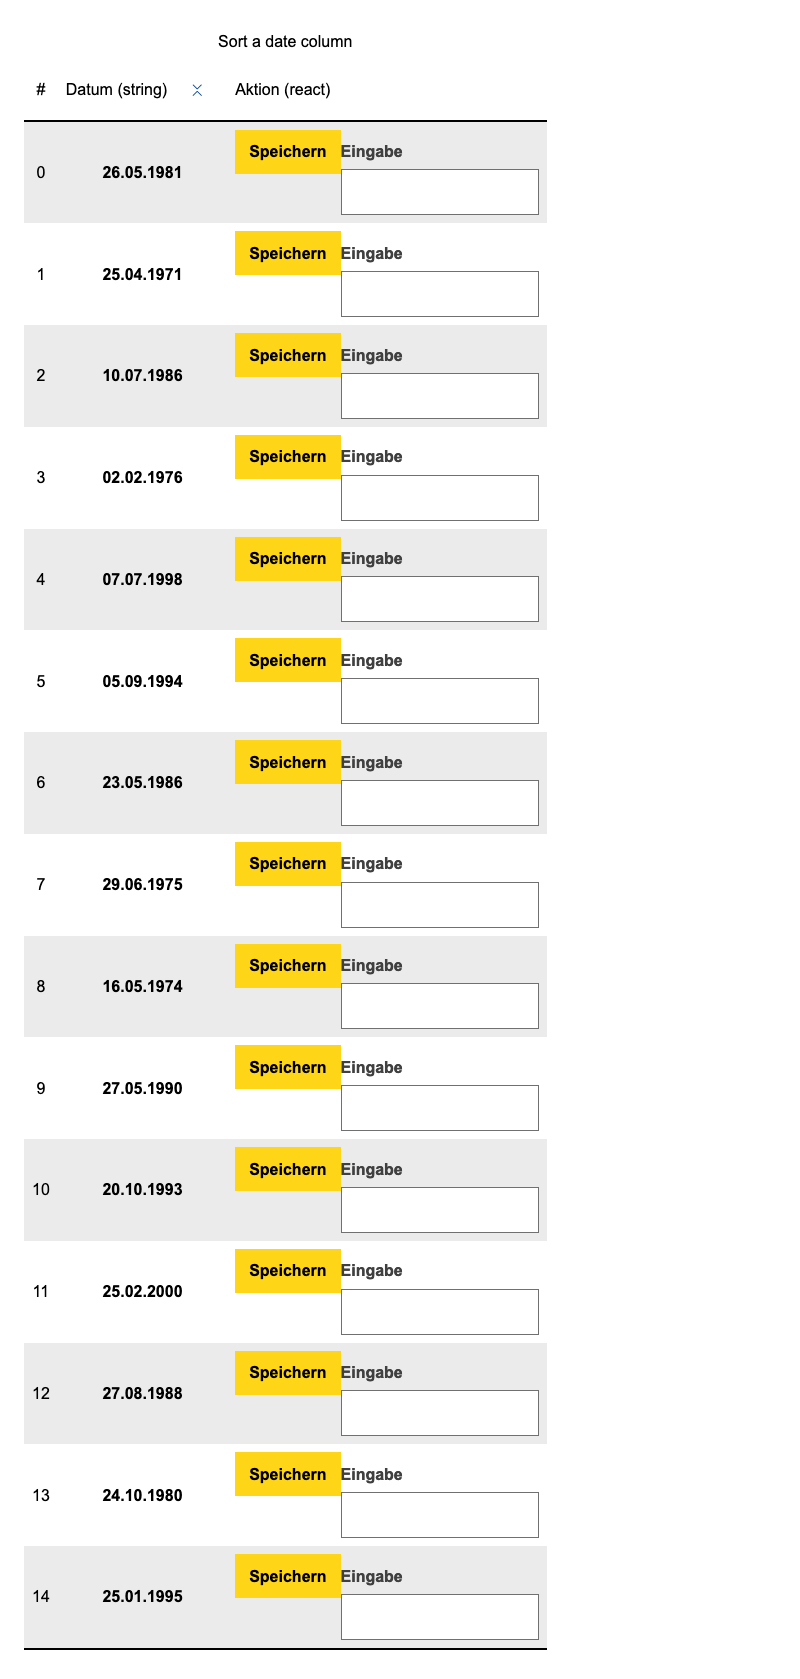 Sort a date column
# Datum (string) Aktion (react)
0 26.05.1981 Speichern Eingabe
1 25.04.1971 Speichern Eingabe
2 10.07.1986 Speichern Eingabe
3 02.02.1976 Speichern Eingabe
4 07.07.1998 Speichern Eingabe
5 05.09.1994 Speichern Eingabe
6 23.05.1986 Speichern Eingabe
7 29.06.1975 Speichern Eingabe
8 16.05.1974 Speichern Eingabe
9 27.05.1990 Speichern Eingabe
10 20.10.1993 Speichern Eingabe
11 25.02.2000 Speichern Eingabe
12 27.08.1988 Speichern Eingabe
13 24.10.1980 Speichern Eingabe
14 25.01.1995 Speichern Eingabe